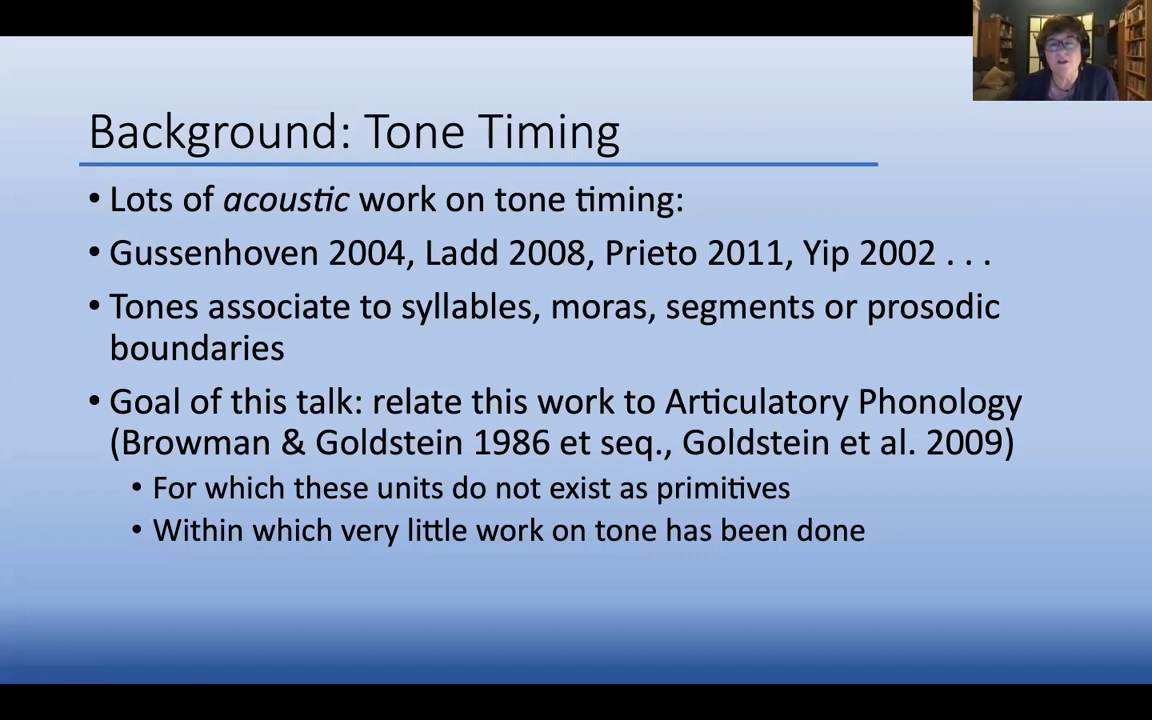 Background: Tone Timing
• Lots of acoustic work on tone timing:
• Gussenhoven 2004, Ladd 2008, Prieto 2011, Yip 2002 . . .
• Tones associate to syllables, moras, segments or prosodic
boundaries
• Goal of this talk: relate this work to Articulatory Phonology
(Browman & Goldstein 1986 et seq., Goldstein et al. 2009)
• For which these units do not exist as primitives
• Within which very little work on tone has been done